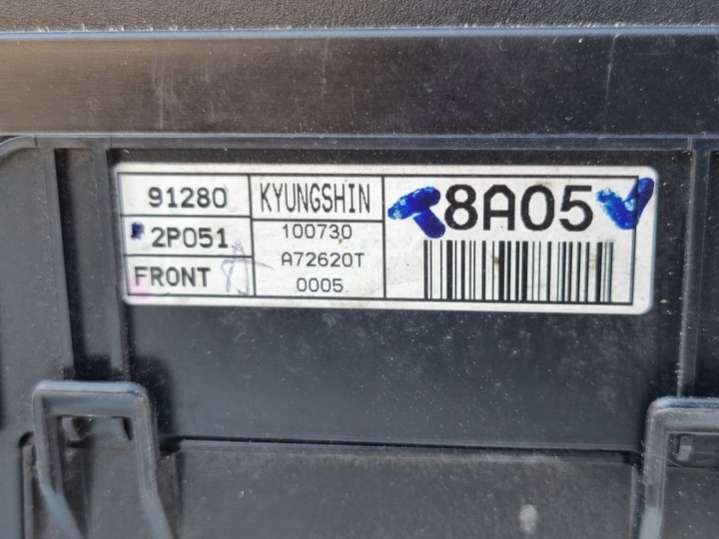 91280
2P051
FRONT
KYUNGSHIN
100730
A72620T
0005
8A05